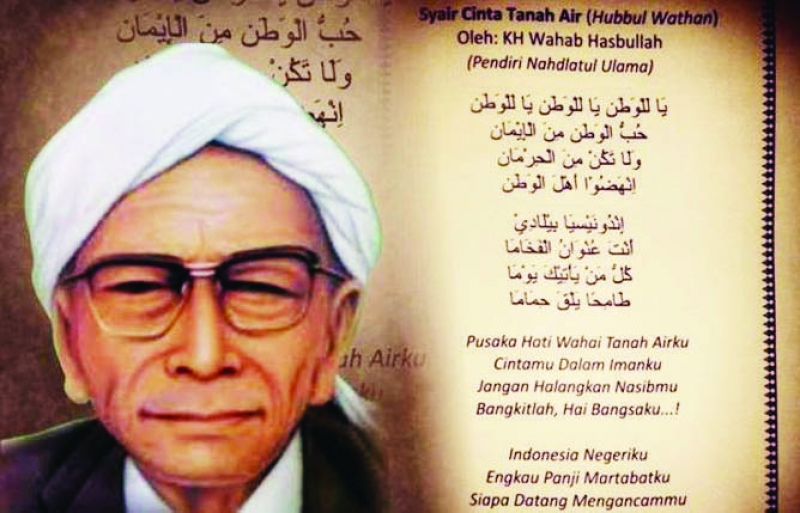 حُبُّ الْوَطَنِ مِنَ الْإِيْمَان
وَلَا تَكُنْ مِنَ
اِنْهَضُ
ah Airku
ku
Syair Cinta Tanah Air (Hubbul Wathan)
Oleh: KH Wahab Hasbullah
(Pendiri Nahdlatul Ulama)
يَا لَلْوَطَن يَا لَلْوَطَن يَا لَلْوَطَن
حُبُّ الْوَطَن مِنَ الْإِيْمَان
وَلَا تَكُنْ مِنَ الْحِرْمَان
اِنْهَضُوْا أَهْلَ الْوَطَن
اِنْدُونَيْسِيَا بِيْلَادِيْ
أَنْتَ عُنْوَانُ الْفَخَامَا
كُلُّ مَنْ يَأْتِيْكَ يَوْمَا
طَامِحًا يَلْقَ حِمَامَا
Pusaka Hati Wahai Tanah Airku
Cintamu Dalam Imanku
Jangan Halangkan Nasibmu
Bangkitlah, Hai Bangsaku...!
Indonesia Negeriku
Engkau Panji Martabatku
Siapa Datang Mengancammu